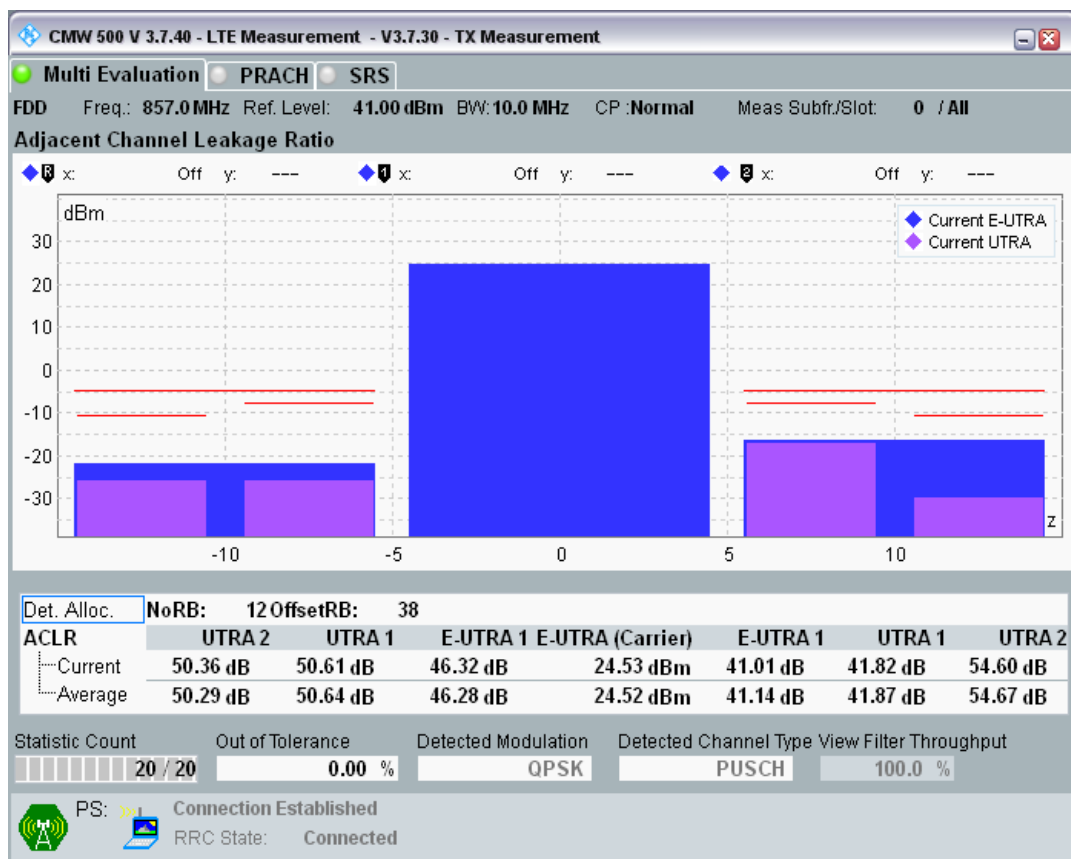 CMW 500 V 3.7.40 - LTE Measurement - V3.7.30 - TX Measurement
Multi Evaluation PRACH SRS
FDD Freq.: 857.0 MHz Ref. Level: 41.00 dBm BW: 10.0 MHz CP :Normal Meas Subfr./Slot: 0 / All
Adjacent Channel Leakage Ratio
R x: Off y: --- 1 x: Off y: --- 2 x: Off y: ---
dBm
Current E-UTRA
Current UTRA
30
20
10
0
-10
-20
-30
z
-10 -5 0 5 10
Det. Alloc. NoRB: 12 OffsetRB: 38
ACLR UTRA 2 UTRA 1 E-UTRA 1 E-UTRA (Carrier) E-UTRA 1 UTRA 1 UTRA 2
Current 50.36 dB 50.61 dB 46.32 dB 24.53 dBm 41.01 dB 41.82 dB 54.60 dB
Average 50.29 dB 50.64 dB 46.28 dB 24.52 dBm 41.14 dB 41.87 dB 54.67 dB
Statistic Count Out of Tolerance Detected Modulation Detected Channel Type View Filter Throughput
20 / 20 0.00 % QPSK PUSCH 100.0 %
PS: Connection Established
RRC State: Connected